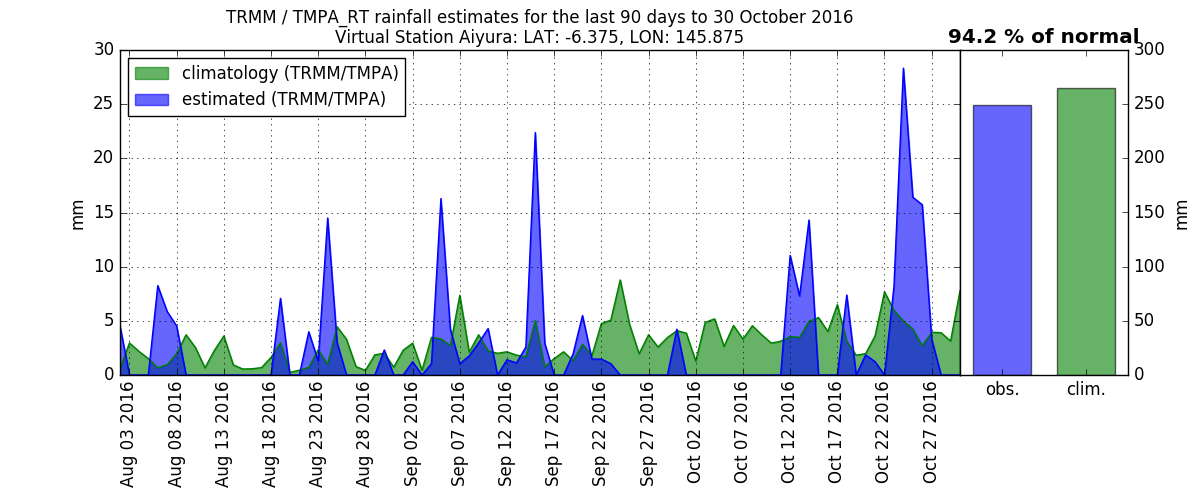 TRMM / TMPA_RT rainfall estimates for the last 90 days to 30 October 2016
Virtual Station Aiyura: LAT: -6.375, LON: 145.875
94.2 % of normal
climatology (TRMM/TMPA)
estimated (TRMM/TMPA)
30
25
20
15
10
5
0
mm
Aug 03 2016
Aug 08 2016
Aug 13 2016
Aug 18 2016
Aug 23 2016
Aug 28 2016
Sep 02 2016
Sep 07 2016
Sep 12 2016
Sep 17 2016
Sep 22 2016
Sep 27 2016
Oct 02 2016
Oct 07 2016
Oct 12 2016
Oct 17 2016
Oct 22 2016
Oct 27 2016
300
250
200
150
100
50
0
mm
obs.
clim.